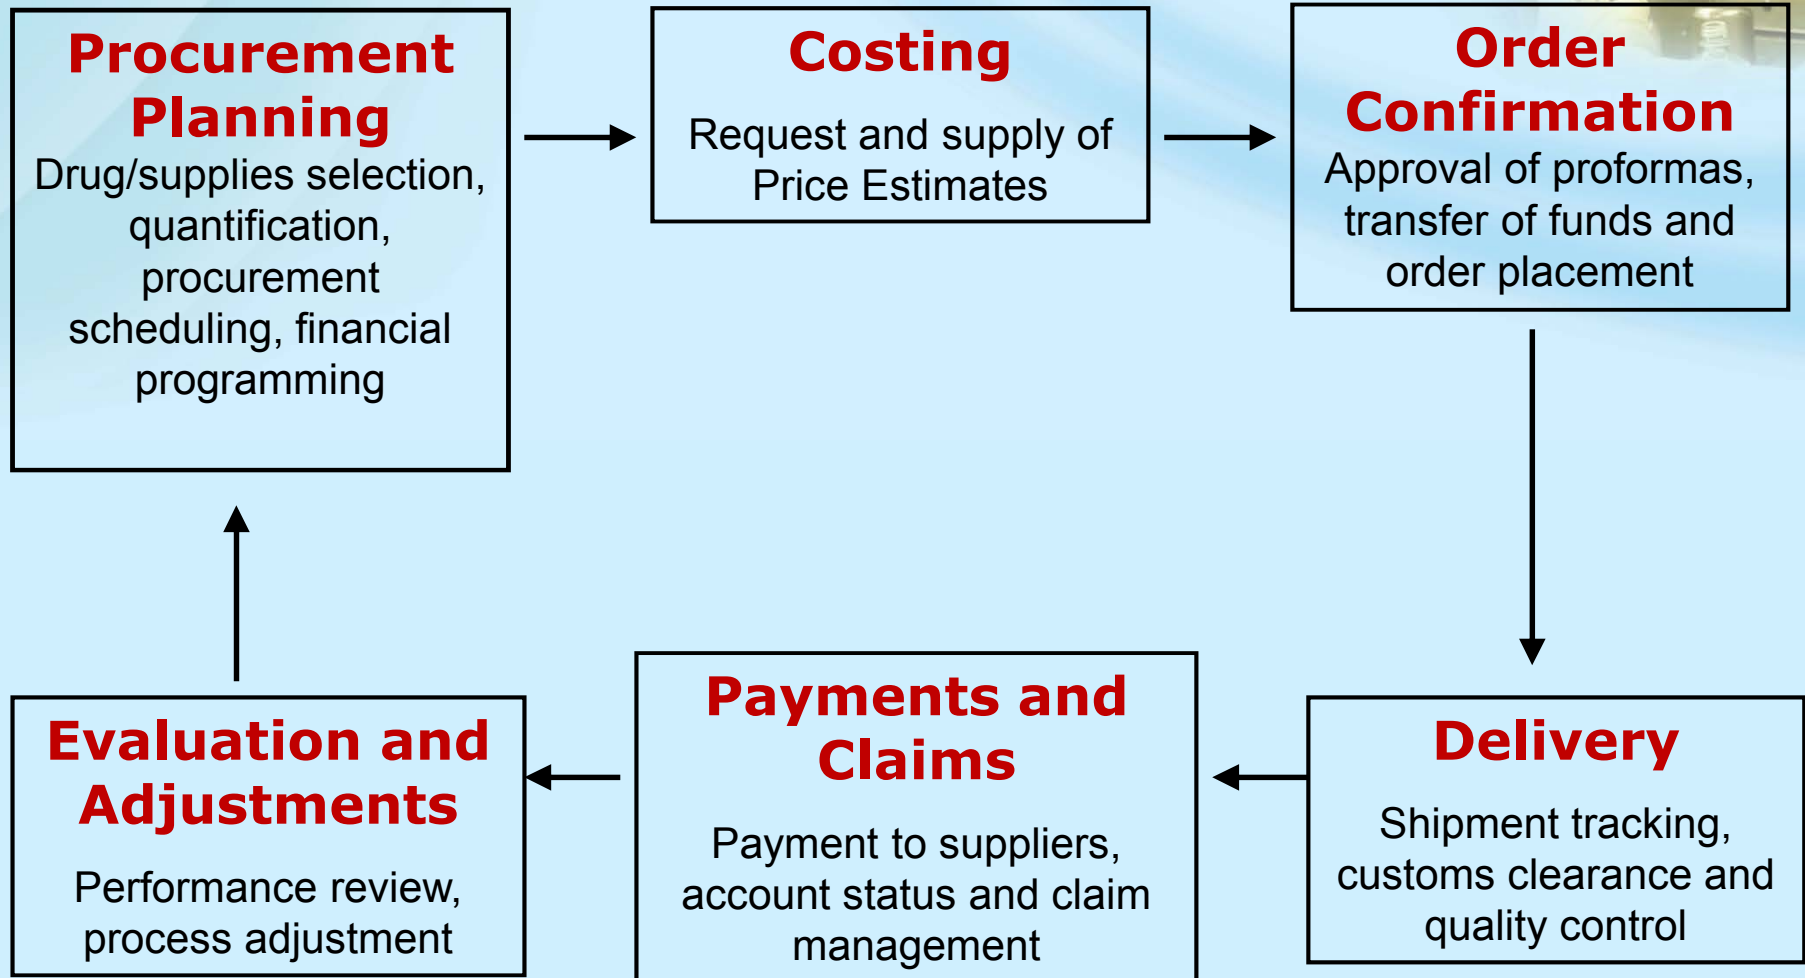 Procurement
Planning
Drug/supplies selection,
quantification,
procurement
scheduling, financial
programming
Costing
Request and supply of
Price Estimates
Order
Confirmation
Approval of proformas,
transfer of funds and
order placement
Evaluation and
Adjustments
Performance review,
process adjustment
Payments and
Claims
Payment to suppliers,
account status and claim
management
Delivery
Shipment tracking,
customs clearance and
quality control